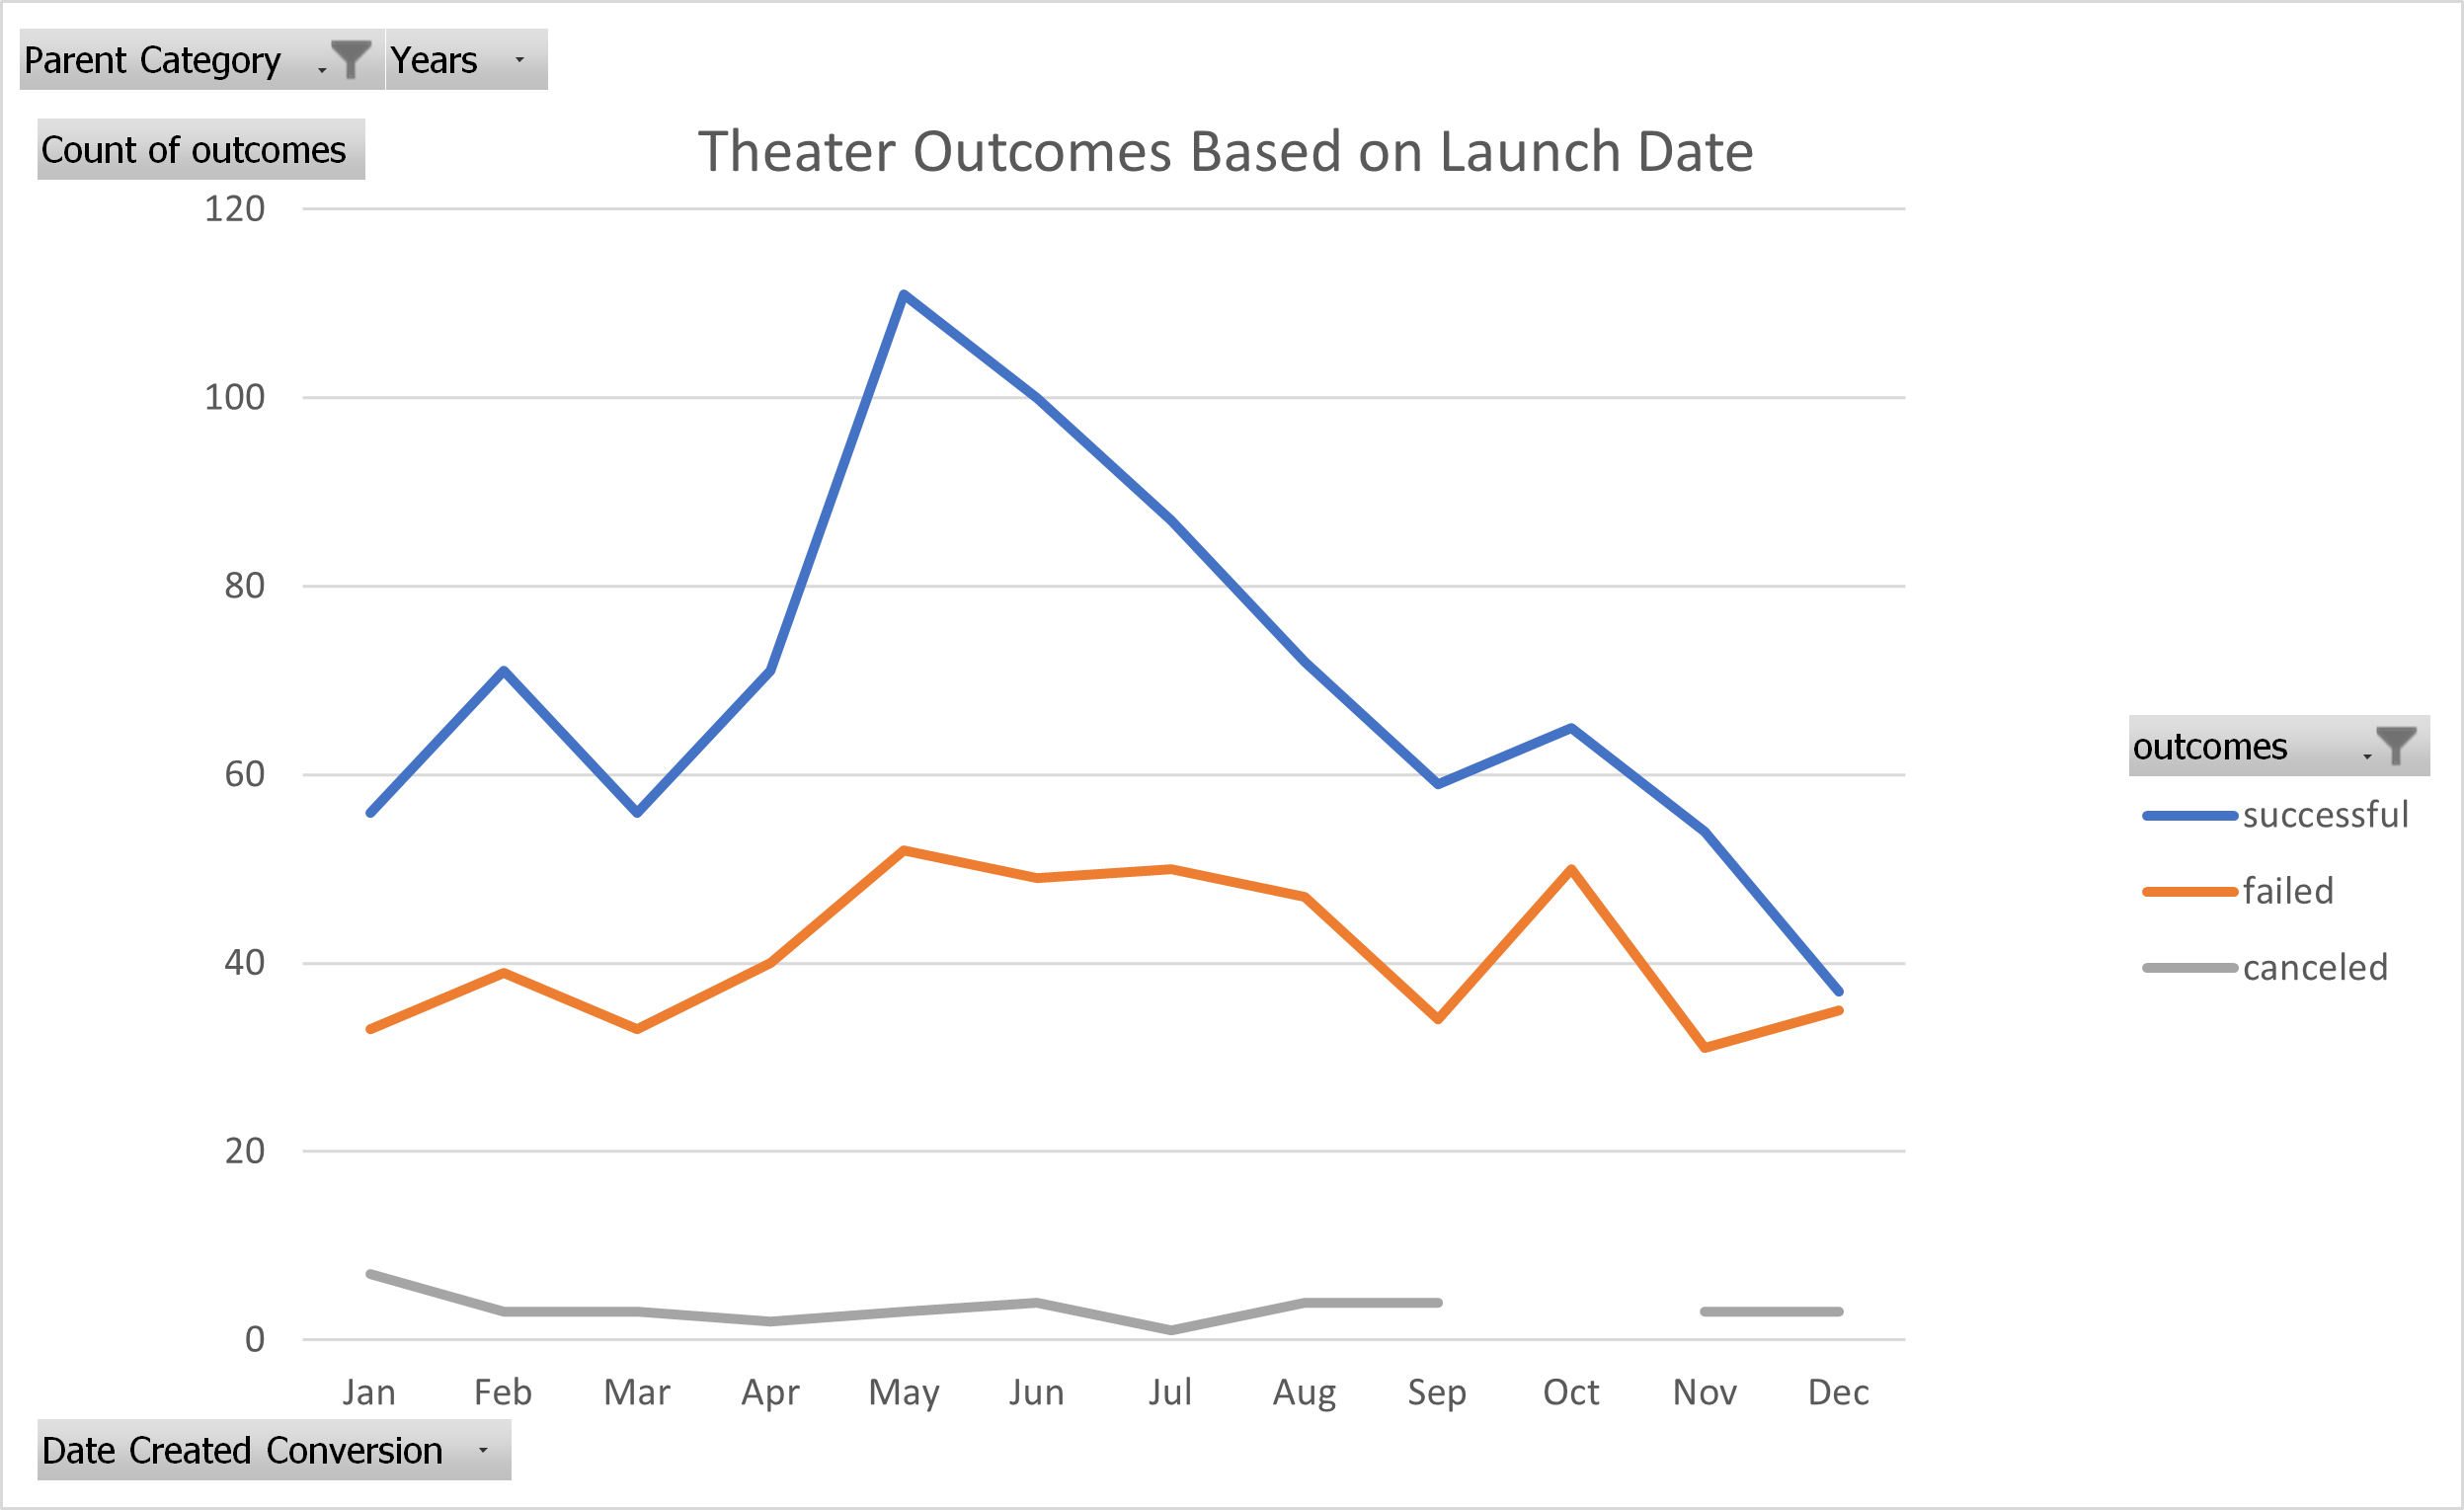 Parent Category Years
Count of outcomes
Theater Outcomes Based on Launch Date
120
100
80
60
40
20
0
Jan Feb Mar Apr May Jun Jul Aug Sep Oct Nov Dec
outcomes
successful
failed
canceled
Date Created Conversion